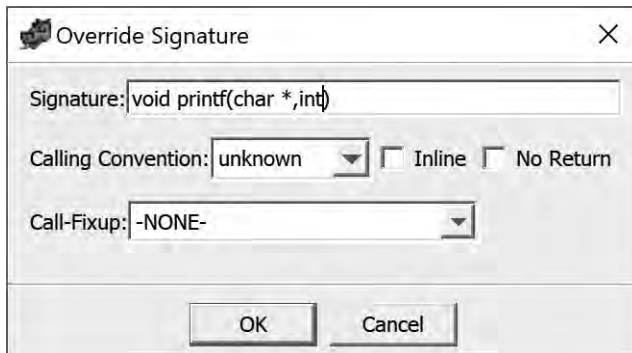 Override Signature
Signature: void printf(char *,int)
Calling Convention: unknown Inline No Return
Call-Fixup: -NONE-
OK Cancel